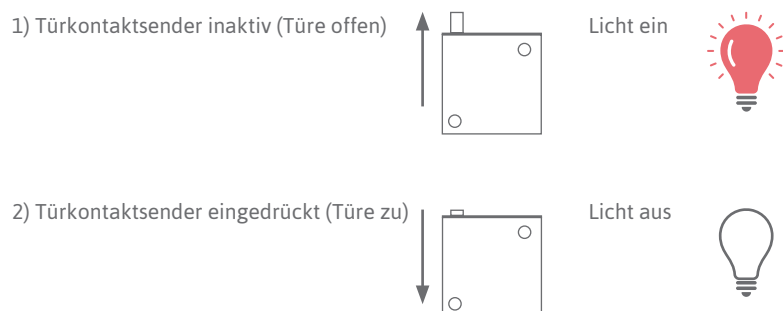 1) Türkontaktsender inaktiv (Türe offen) Licht ein
2) Türkontaktsender eingedrückt (Türe zu) Licht aus